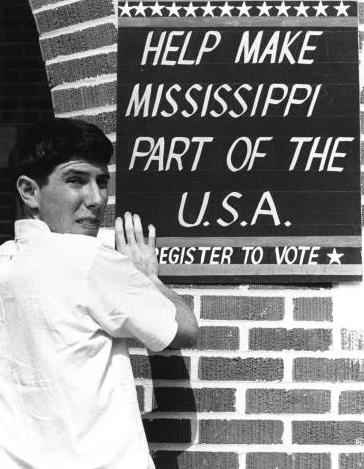 HELP MAKE
MISSISSIPPI
PART OF THE
U.S.A.
REGISTER TO VOTE